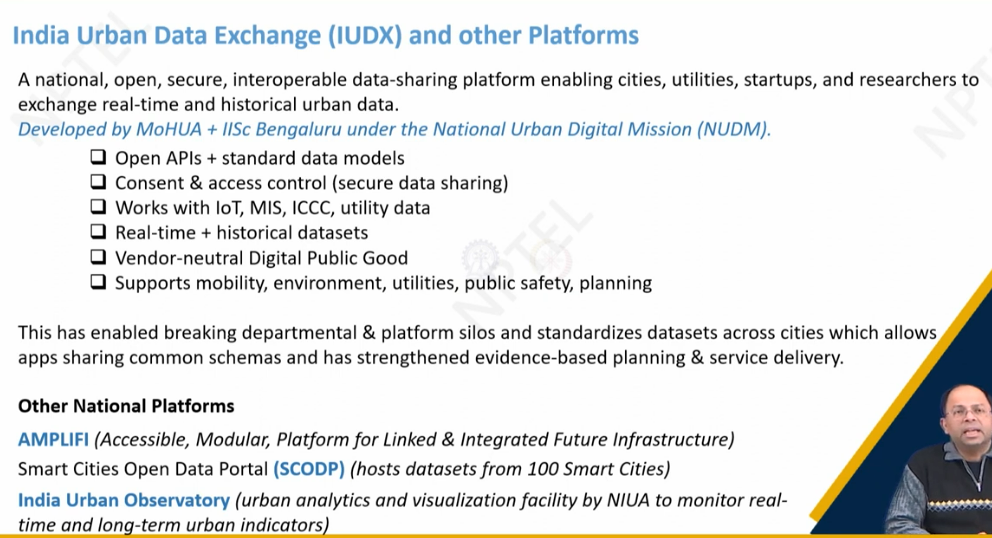 India Urban Data Exchange (IUDX) and other Platforms
A national, open, secure, interoperable data-sharing platform enabling cities, utilities, startups, and researchers to
exchange real-time and historical urban data.
Developed by MoHUA + IISc Bengaluru under the National Urban Digital Mission (NUDM).
Open APIs + standard data models
Consent & access control (secure data sharing)
Works with IoT, MIS, ICCC, utility data
Real-time + historical datasets
Vendor-neutral Digital Public Good
Supports mobility, environment, utilities, public safety, planning
This has enabled breaking departmental & platform silos and standardizes datasets across cities which allows
apps sharing common schemas and has strengthened evidence-based planning & service delivery.
Other National Platforms
AMPLIFI (Accessible, Modular, Platform for Linked & Integrated Future Infrastructure)
Smart Cities Open Data Portal (SCODP) (hosts datasets from 100 Smart Cities)
India Urban Observatory (urban analytics and visualization facility by NIUA to monitor real-
time and long-term urban indicators)
NPTEL
NPTEL
NPTE